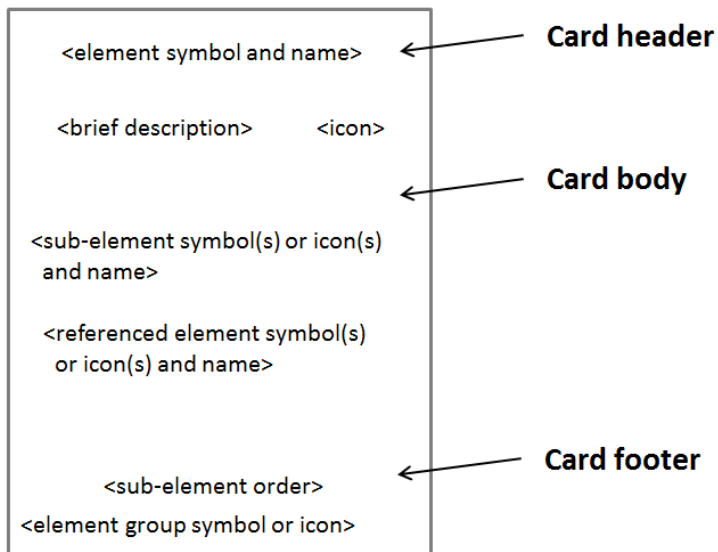 <element symbol and name>
Card header
<brief description> <icon>
Card body
<sub-element symbol(s) or icon(s)
and name>
<referenced element symbol(s)
or icon(s) and name>
Card footer
<sub-element order>
<element group symbol or icon>